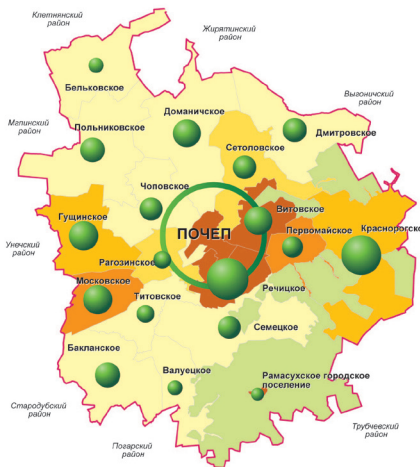 Клетнянский
район
Жирятинский
район
Бельковское
Выгоничский
район
Мглинский
район
Польниковское
Доманичское
Дмитровское
Сетоловское
Чоповское
Гущинское
Витовское
ПОЧЕП
Первомайское
Краснорогское
Унечский
район
Рагозинское
Московское
Титовское
Речицкое
Семецкое
Бакланское
Валуецкое
Рамасухское городское
поселение
Стародубский
район
Трубчевский
район
Погарский
район